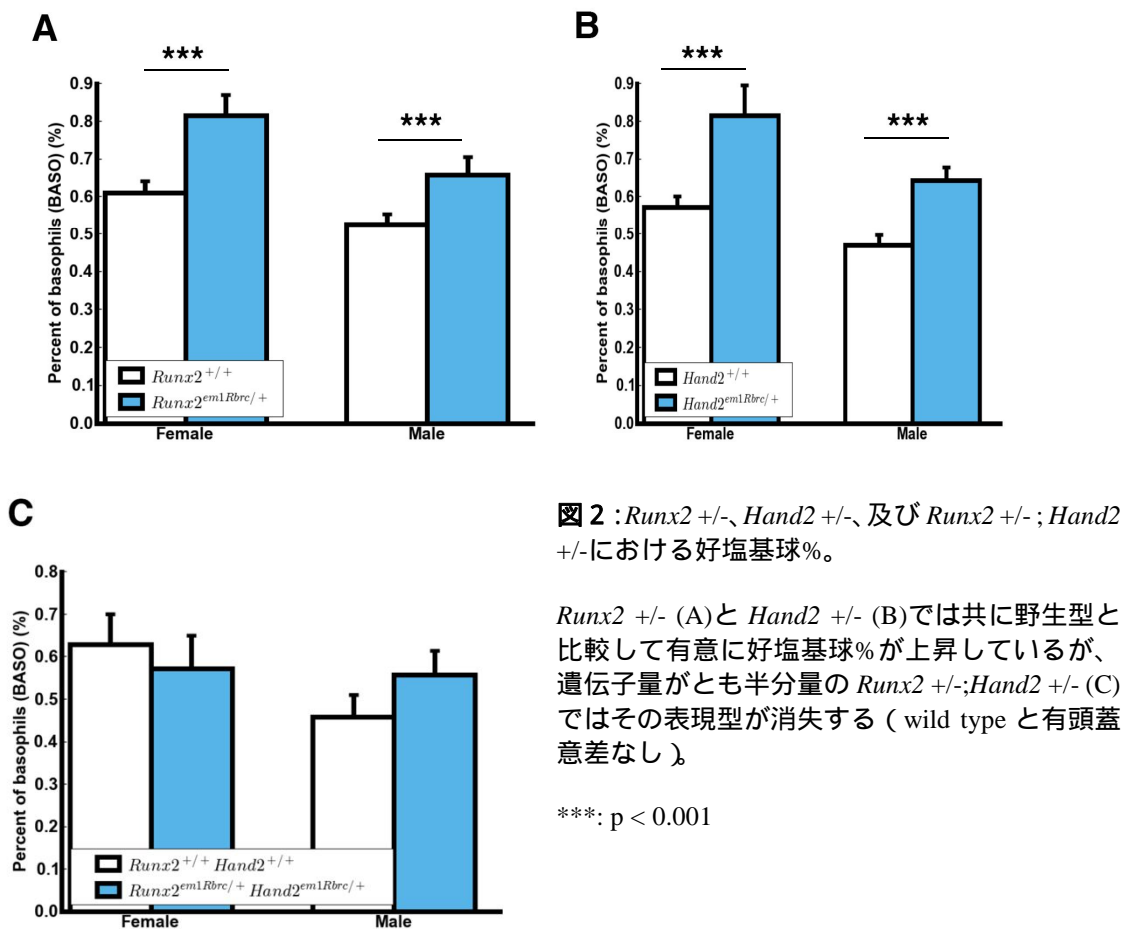 A
***
***
Percent of basophils (BASO) (%)
0.9
0.8
0.7
0.6
0.5
0.4
0.3
0.2
0.1
0.0
Runx2+/+
Runx2em1Rbrc/+
Female
Male
B
***
***
Percent of basophils (BASO) (%)
0.9
0.8
0.7
0.6
0.5
0.4
0.3
0.2
0.1
0.0
Hand2+/+
Hand2em1Rbrc/+
Female
Male
C
Percent of basophils (BASO) (%)
0.8
0.7
0.6
0.5
0.4
0.3
0.2
0.1
0.0
Runx2+/+ Hand2+/+
Runx2em1Rbrc/+ Hand2em1Rbrc/+
Female
Male
図 2 : Runx2 +/-、Hand2 +/-、及び Runx2 +/- ; Hand2
+/-における好塩基球%。
Runx2 +/- (A)と Hand2 +/- (B)では共に野生型と
比較して有意に好塩基球%が上昇しているが、
遺伝子量がとも半分量の Runx2 +/-;Hand2 +/- (C)
ではその表現型が消失する（wild type と有頭蓋
意差なし）。
***: p < 0.001